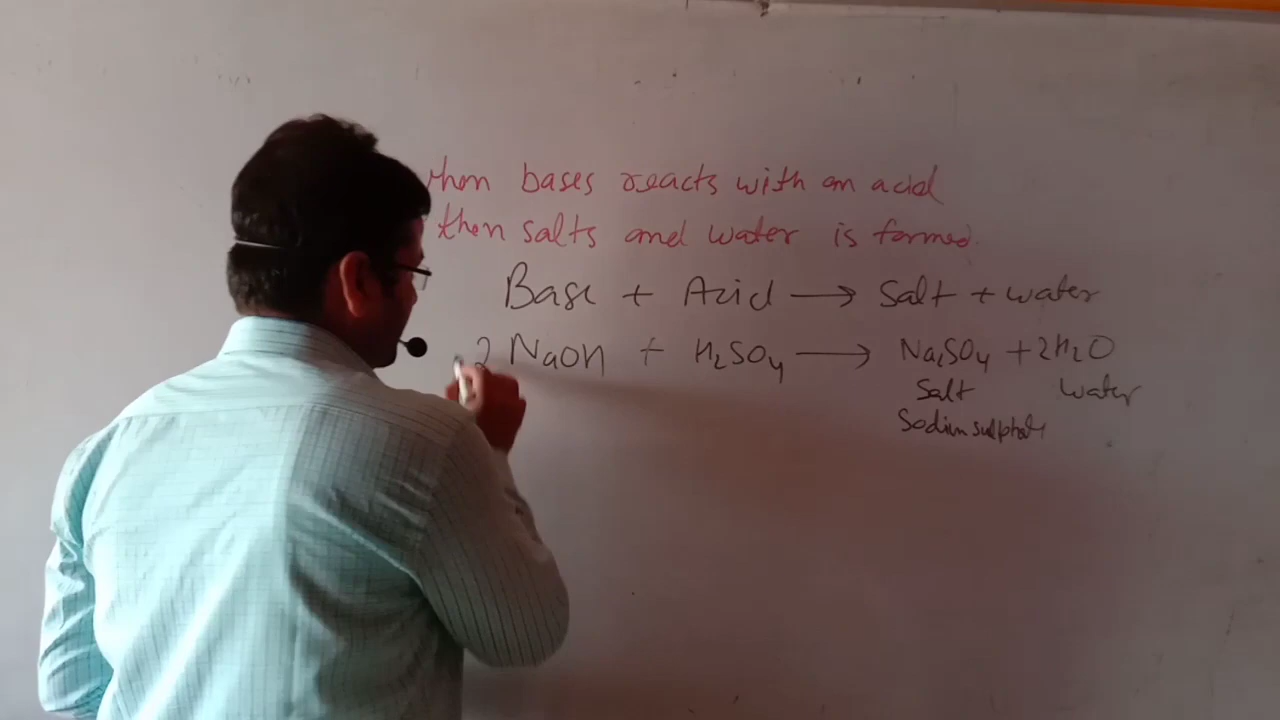 when bases reacts with an acid
then salts and water is formed.
Base + Acid → Salt + water
2 NaOH + H₂SO₄ → Na₂SO₄ + 2H₂O
Salt water
Sodium sulphate